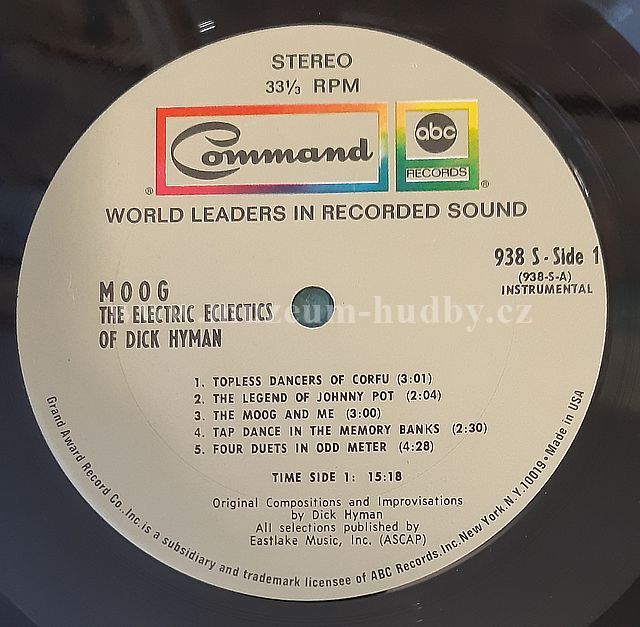 STEREO
33⅓ RPM
Command
abc
RECORDS
®
®
WORLD LEADERS IN RECORDED SOUND
938 S - Side 1
(938-S-A)
INSTRUMENTAL
MOOG
THE ELECTRIC ECLECTICS
OF DICK HYMAN
muzeum-hudby.cz
1. TOPLESS DANCERS OF CORFU (3:01)
2. THE LEGEND OF JOHNNY POT (2:04)
3. THE MOOG AND ME (3:00)
4. TAP DANCE IN THE MEMORY BANKS (2:30)
5. FOUR DUETS IN ODD METER (4:28)
TIME SIDE 1: 15:18
Original Compositions and Improvisations
by Dick Hyman
All selections published by
Eastlake Music, Inc. (ASCAP)
Grand Award Record Co., Inc. is a subsidiary and trademark licensee of ABC Records, Inc. New York, N.Y. 10019 • Made in USA